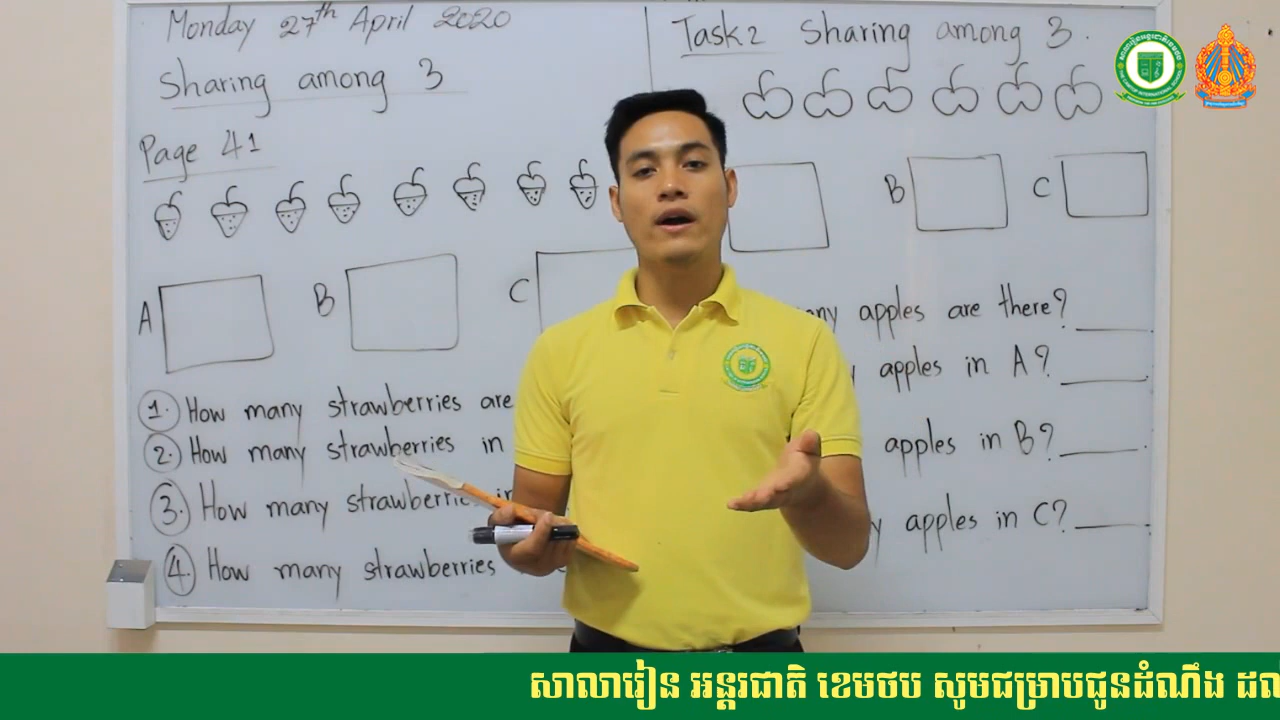 Monday 27th April 2020
Sharing among 3
Page 41
A
B
C
1. How many strawberries are
2. How many strawberries in
3. How many strawberries in
4. How many strawberries
Task 2 Sharing among 3.
B
C
any apples are there?
apples in A?
apples in B?
y apples in C?
សាលារៀន អន្តរជាតិ ខេមថប សូមជម្រាបជូនដំណឹង ដល់